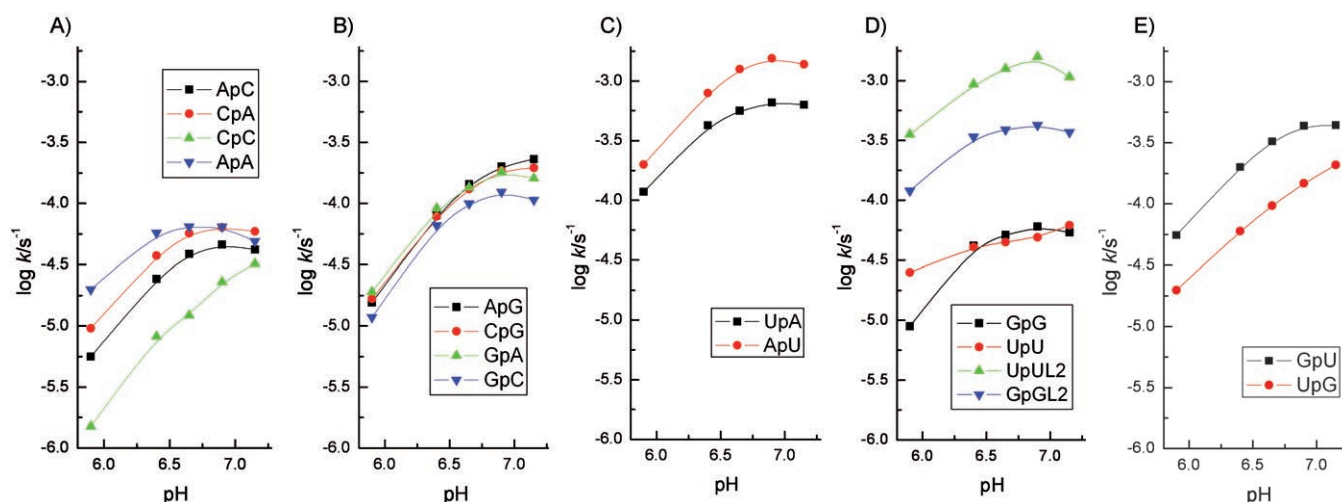 A)
-3.0
-3.5
-4.0
-4.5
-5.0
-5.5
-6.0
log k/s⁻¹
6.0 6.5 7.0
pH
ApC
CpA
CpC
ApA
B)
-3.0
-3.5
-4.0
-4.5
-5.0
-5.5
-6.0
log k/s⁻¹
6.0 6.5 7.0
pH
ApG
CpG
GpA
GpC
C)
-3.0
-3.5
-4.0
-4.5
-5.0
-5.5
-6.0
log k/s⁻¹
6.0 6.5 7.0
pH
UpA
ApU
D)
-3.0
-3.5
-4.0
-4.5
-5.0
-5.5
-6.0
log k/s⁻¹
6.0 6.5 7.0
pH
GpG
UpU
UpUL2
GpGL2
E)
-3.0
-3.5
-4.0
-4.5
-5.0
-5.5
-6.0
log k/s⁻¹
6.0 6.5 7.0
pH
GpU
UpG